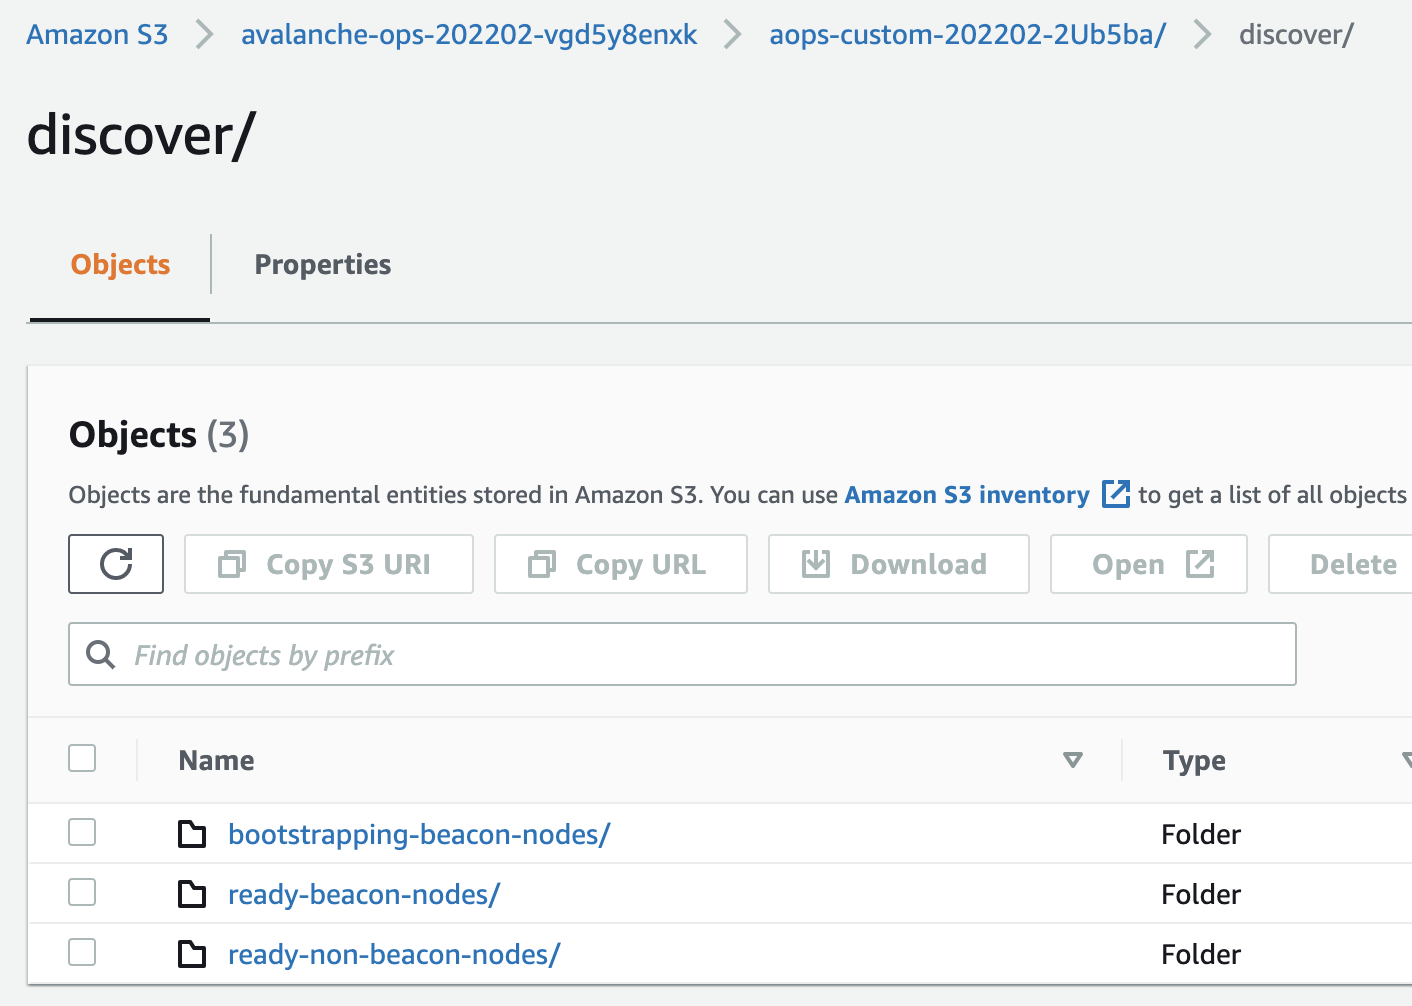 Amazon S3 > avalanche-ops-202202-vgd5y8enxk > aops-custom-202202-2Ub5ba/ > discover/
discover/
Objects Properties
Objects (3)
Objects are the fundamental entities stored in Amazon S3. You can use Amazon S3 inventory to get a list of all objects
Copy S3 URI Copy URL Download Open Delete
Find objects by prefix
Name Type
bootstrapping-beacon-nodes/ Folder
ready-beacon-nodes/ Folder
ready-non-beacon-nodes/ Folder